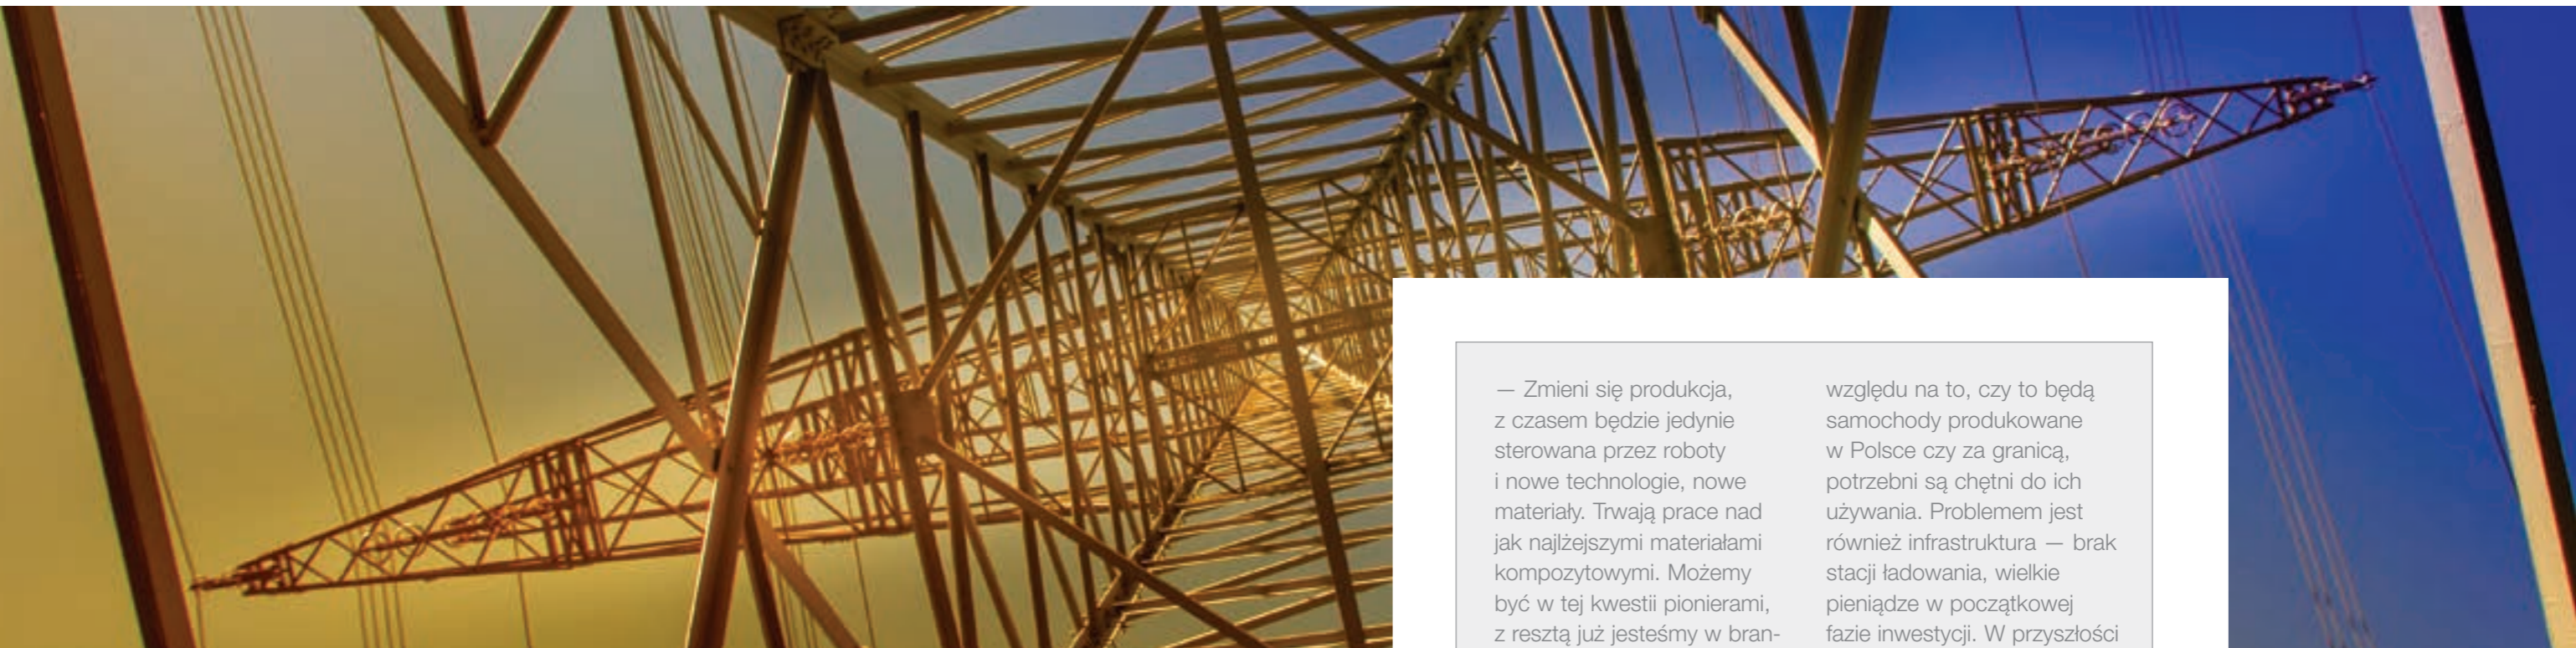 — Zmieni się produkcja,
z czasem będzie jedynie
sterowana przez roboty
i nowe technologie, nowe
materiały. Trwają prace nad
jak najlżejszymi materiałami
kompozytowymi. Możemy
być w tej kwestii pionierami,
z resztą już jesteśmy w bran-
względu na to, czy to będą
samochody produkowane
w Polsce czy za granicą,
potrzebni są chętni do ich
używania. Problemem jest
również infrastruktura — brak
stacji ładowania, wielkie
pieniądze w początkowej
fazie inwestycji. W przyszłości